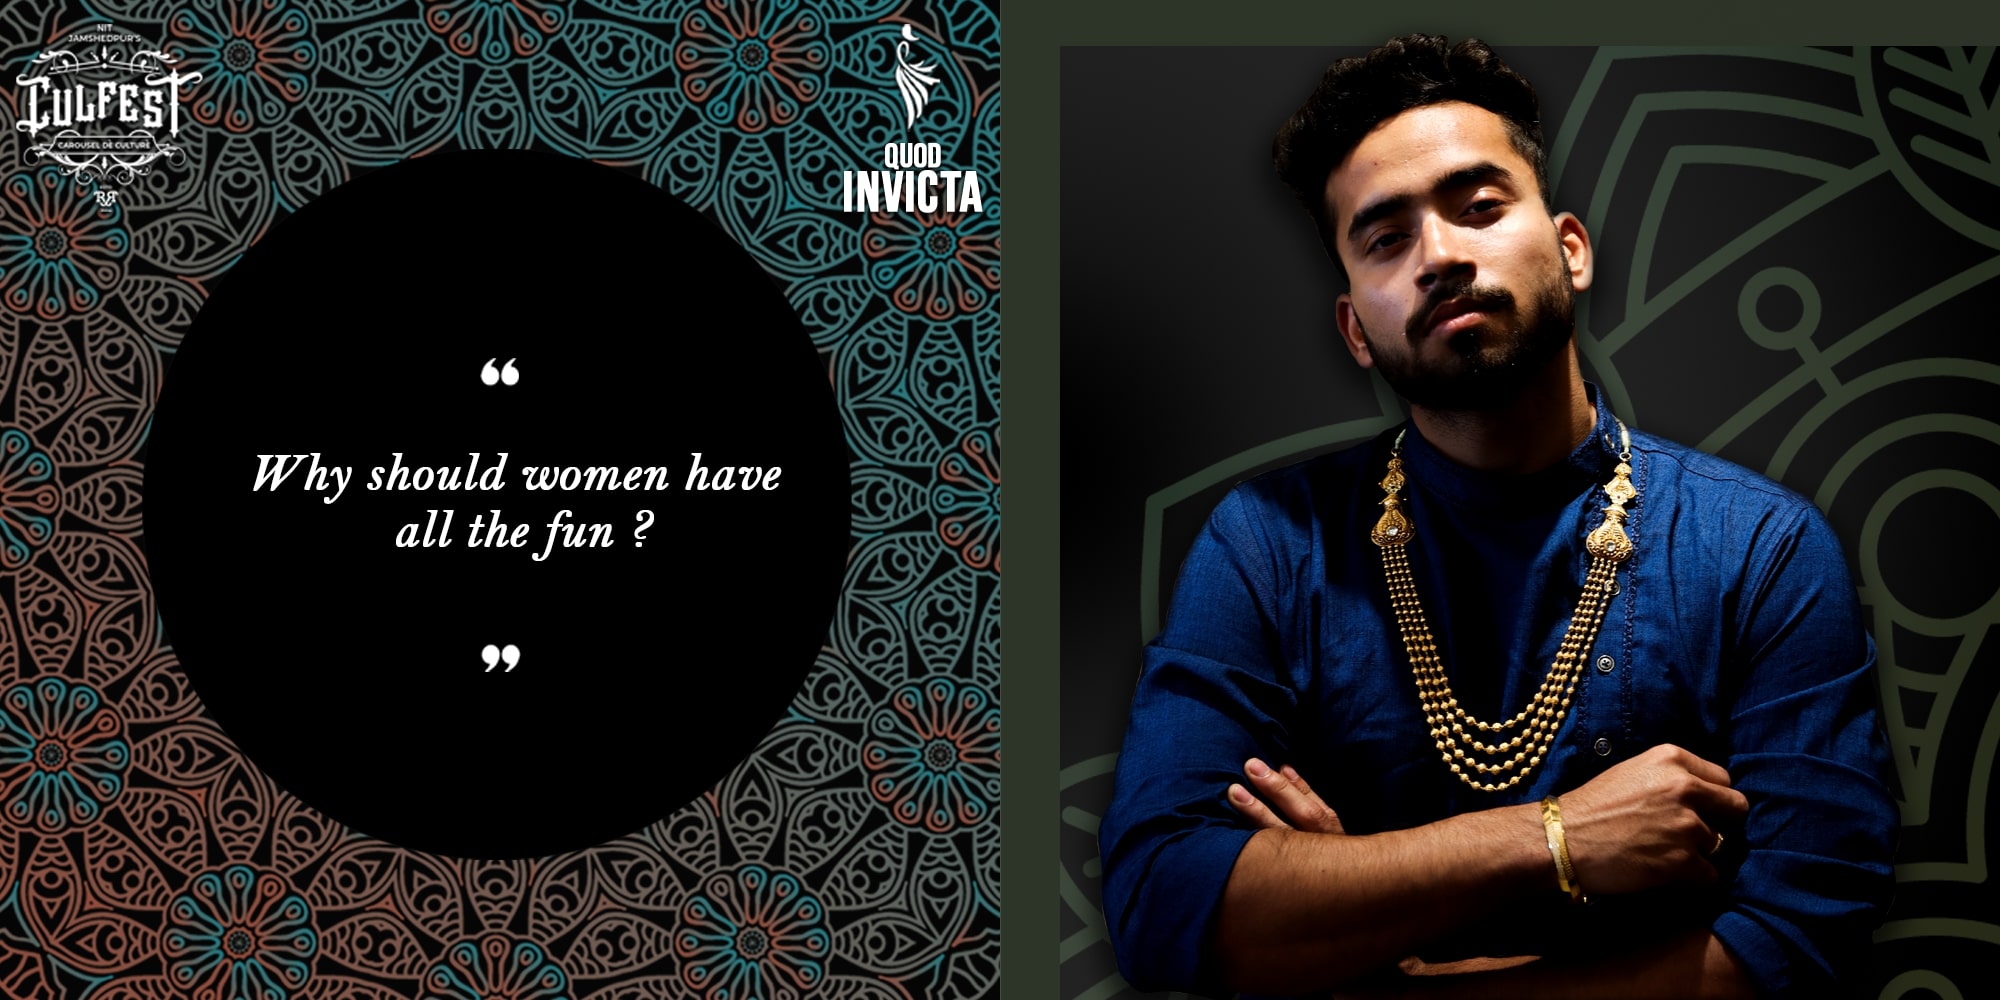 NIT
JAMSHEDPUR'S
CULFEST
CAROUSEL DE CULTURE
QUOD
INVICTA
“
Why should women have
all the fun ?
”